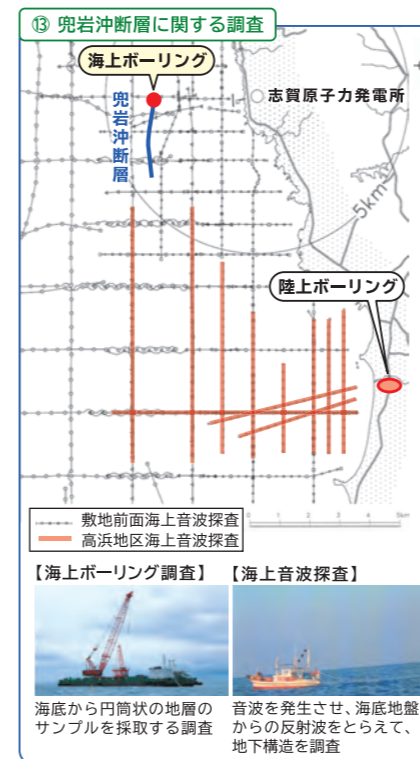 ⑬ 兜岩沖断層に関する調査
海上ボーリング
志賀原子力発電所
兜岩沖断層
5km
陸上ボーリング
敷地前面海上音波探査
高浜地区海上音波探査
0
5km
【海上ボーリング調査】
【海上音波探査】
海底から円筒状の地層の
サンプルを採取する調査
音波を発生させ、海底地盤
からの反射波をとらえて、
地下構造を調査